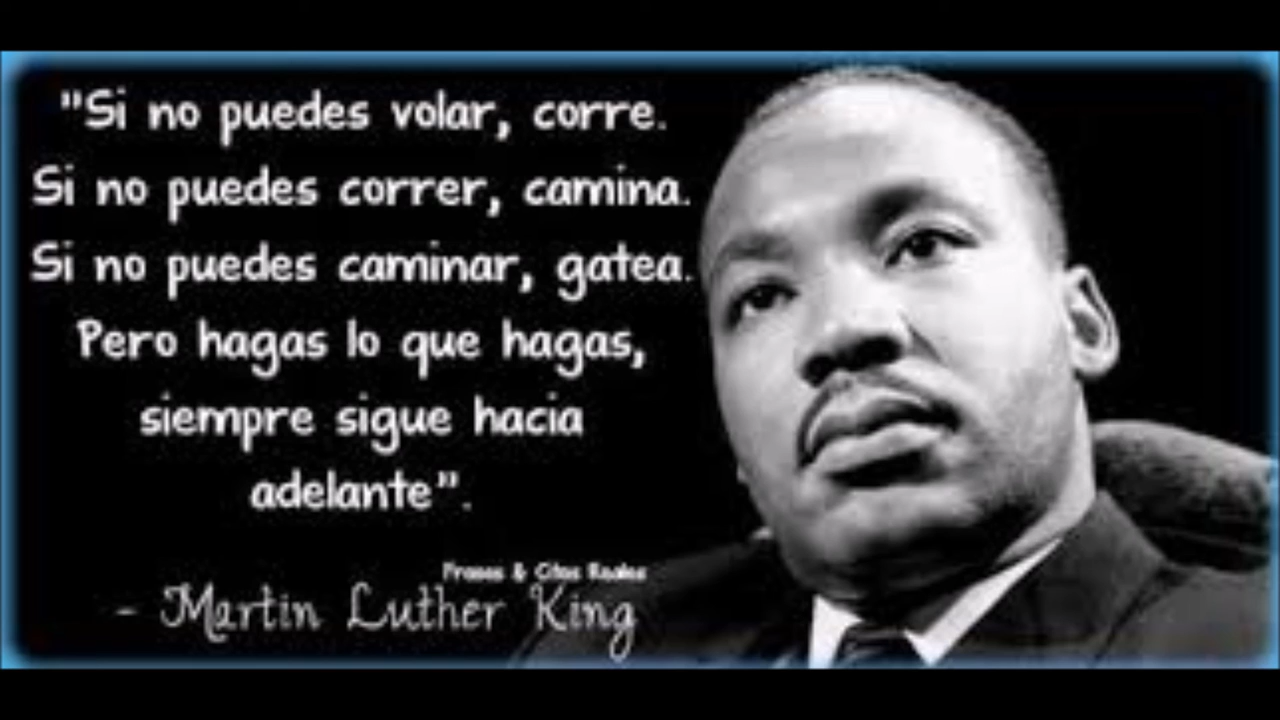 "Si no puedes volar, corre.
Si no puedes correr, camina.
Si no puedes caminar, gatea.
Pero hagas lo que hagas,
siempre sigue hacia
adelante".
Frases & Citas Reales
- Martin Luther King